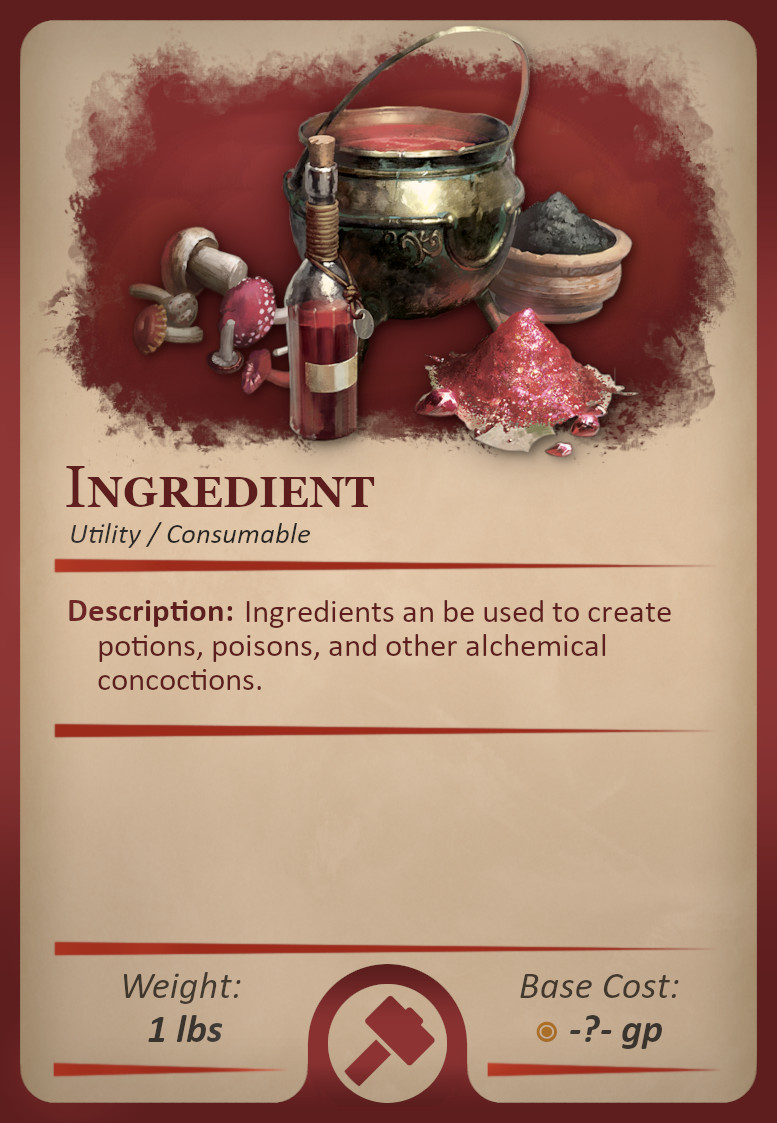 Ingredient
Utility / Consumable
Description: Ingredients an be used to create
potions, poisons, and other alchemical
concoctions.
Weight:
1 lbs
Base Cost:
-?- gp